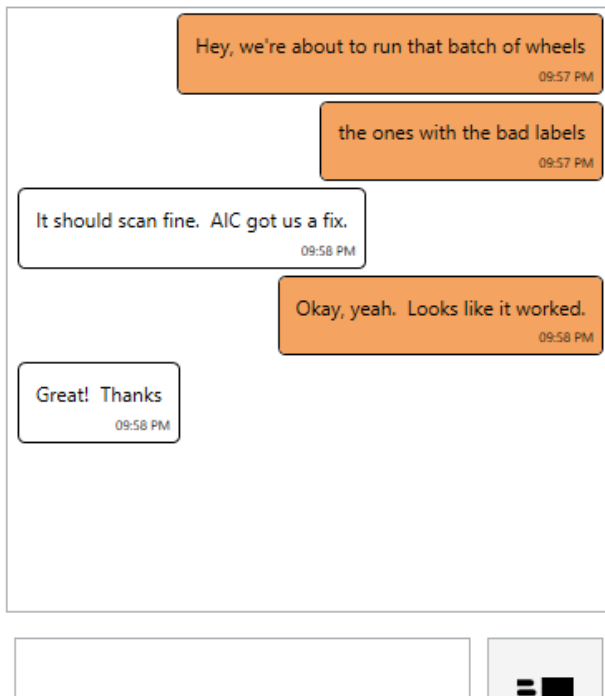 Hey, we're about to run that batch of wheels
09:57 PM
the ones with the bad labels
09:57 PM
It should scan fine.  AIC got us a fix.
09:58 PM
Okay, yeah.  Looks like it worked.
09:58 PM
Great!  Thanks
09:58 PM